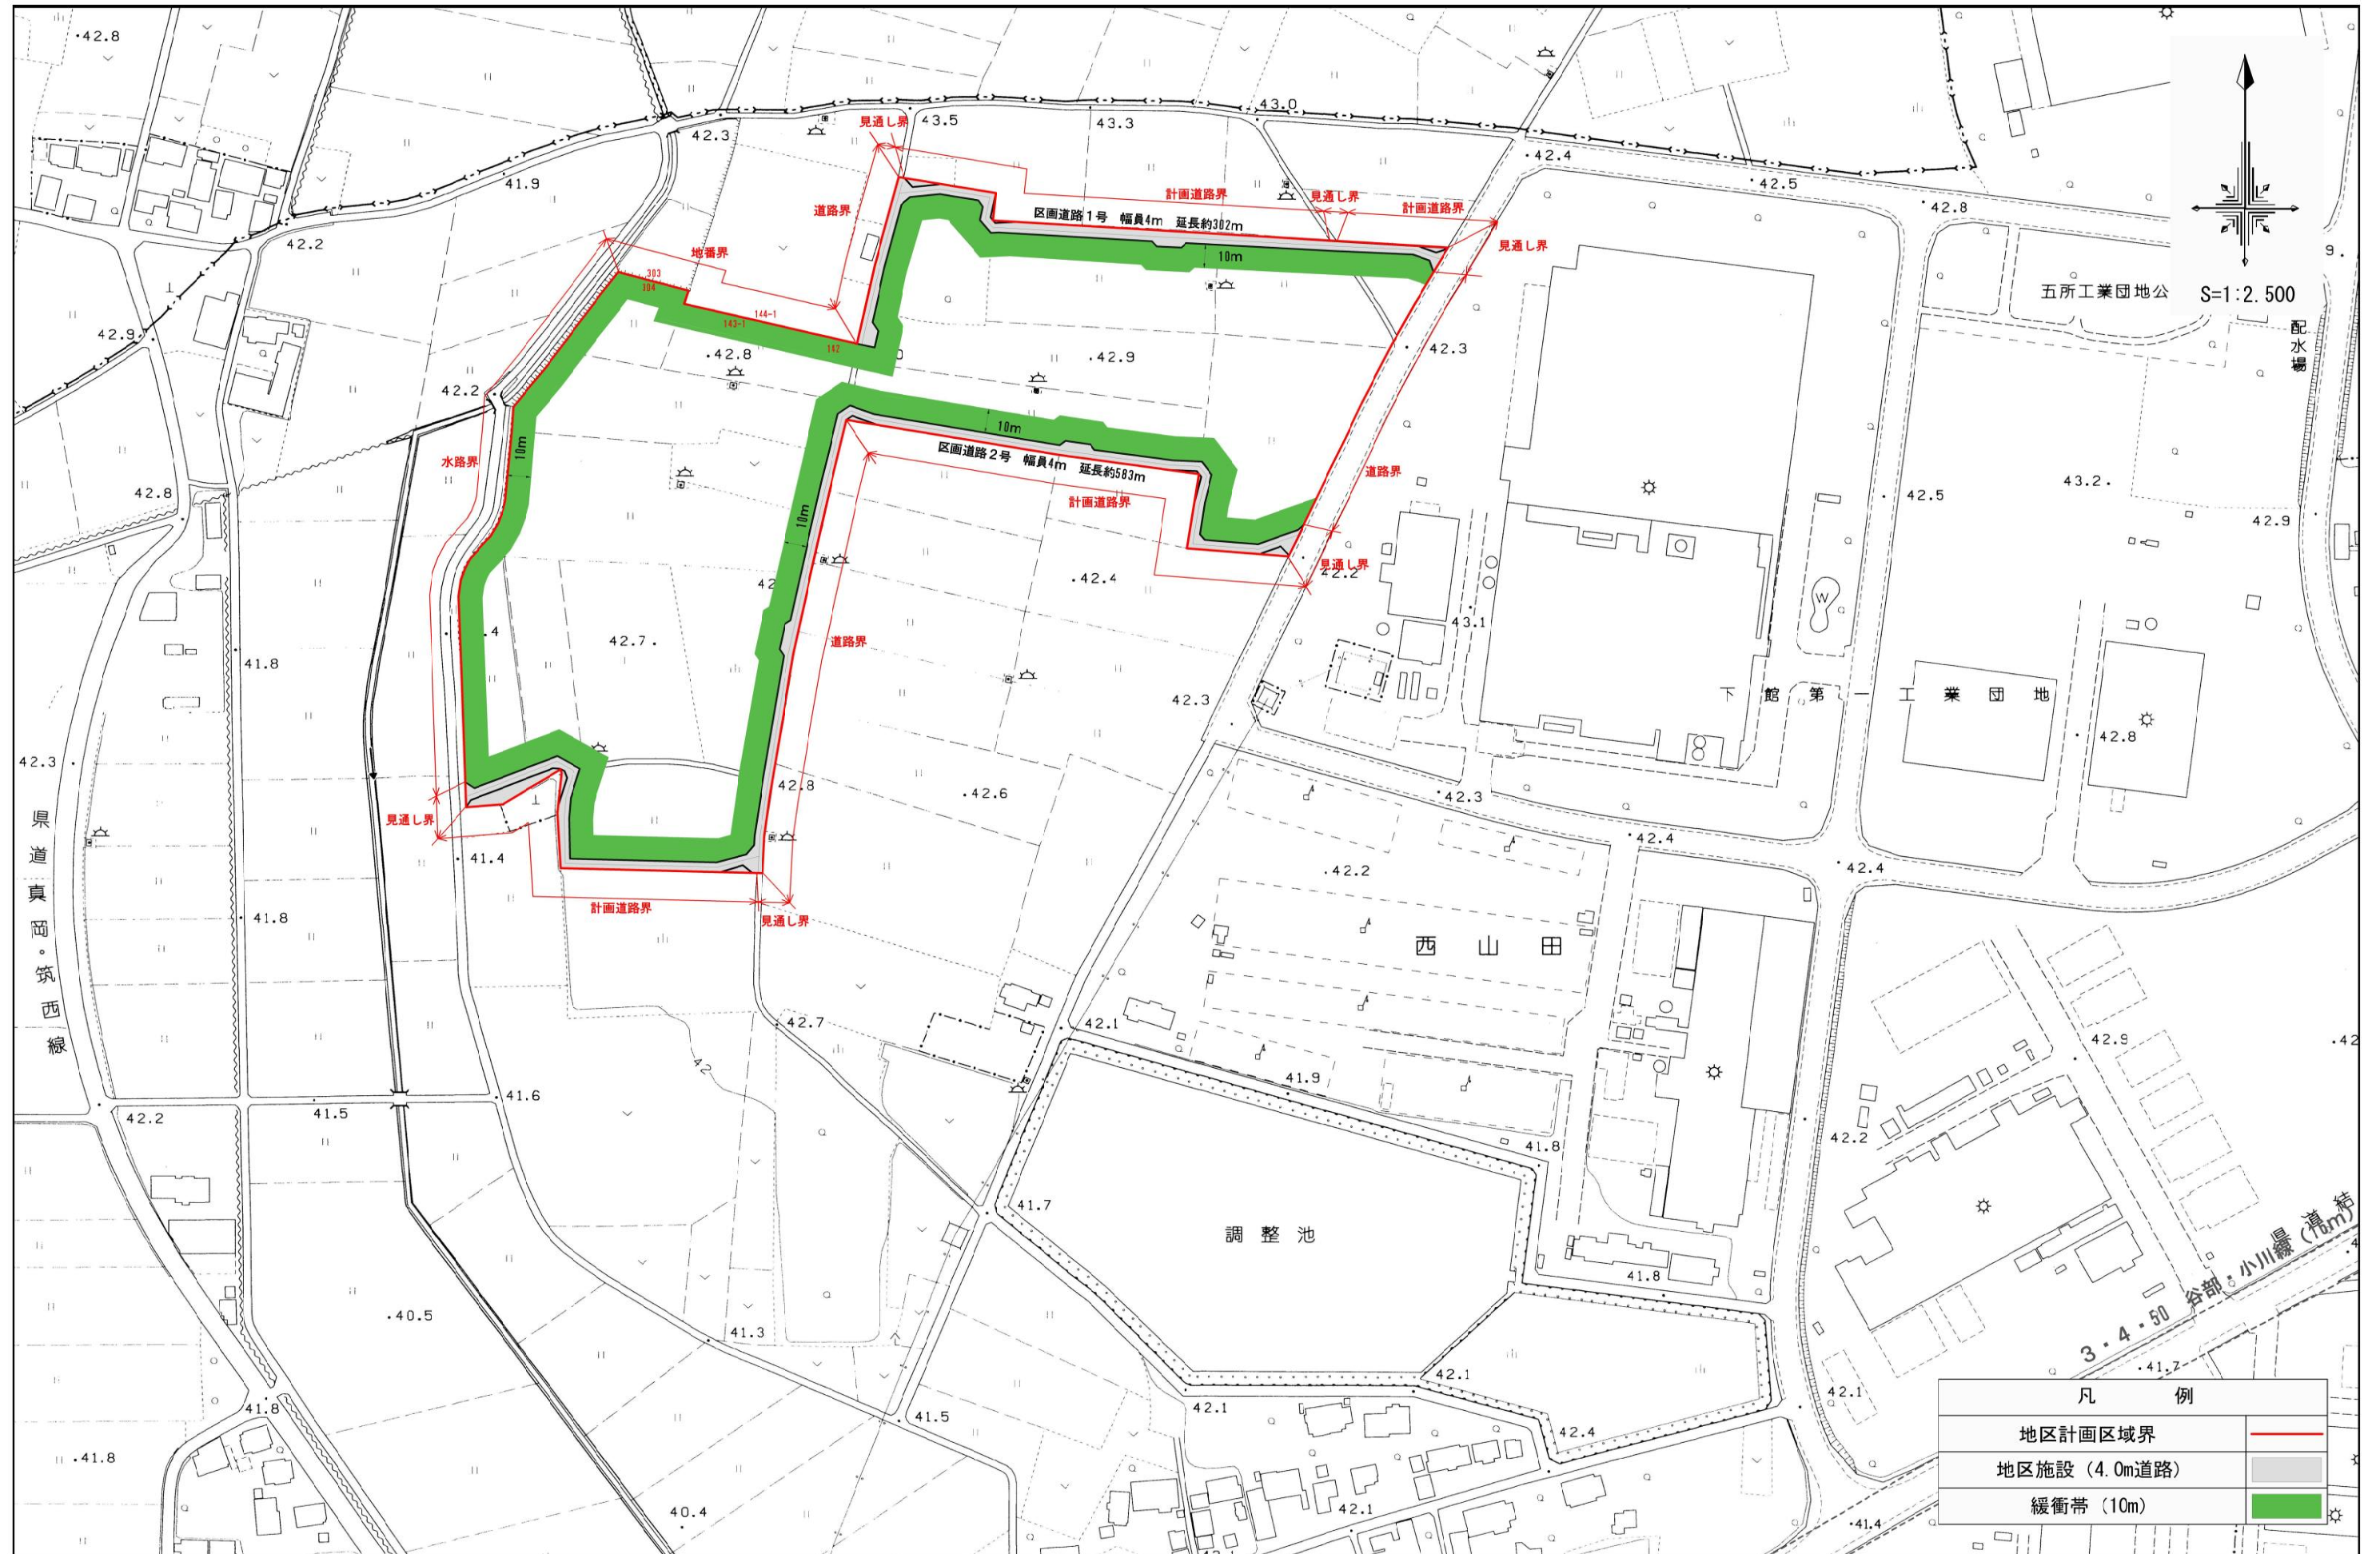 42.8
43.0
見通し界
43.5
43.3
42.3
42.4
42.5
42.8
41.9
計画道路界
見通し界
計画道路界
道路界
区画道路1号 幅員4m 延長約302m
見通し界
42.2
地番界
10m
9.
303
304
五所工業団地公
S=1:2.500
144-1
143-1
142
配水場
42.9
42.8
42.9
42.3
42.2
10m
区画道路2号 幅員4m 延長約583m
10m
水路界
道路界
計画道路界
42.8
42.5
43.2
42.9
10m
見通し界
42.2
42.4
42
.4
42.7
道路界
W
43.1
41.8
42.3
下館第一工業団地
42.8
42.3
42.8
42.6
42.3
県道真岡・筑西線
見通し界
41.4
42.4
42.4
42.2
計画道路界
見通し界
41.8
西山田
42.7
42.1
42.9
.42
42
41.9
41.6
41.5
42.2
41.8
42.2
41.7
調整池
41.8
県道結
谷部・小川線(16m)
3・4・50
40.5
41.3
41.7
42.1
42.1
42.1
41.8
41.5
42.4
41.8
40.4
42.1
41.4
凡例
地区計画区域界
地区施設(4.0m道路)
緩衝帯(10m)